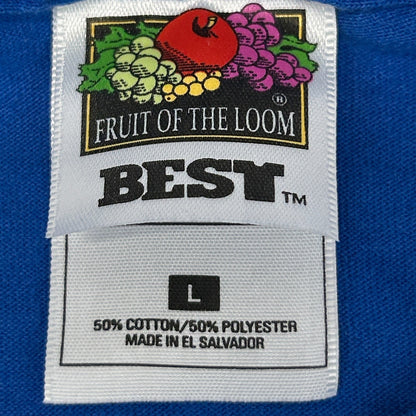 ®
FRUIT OF THE LOOM
BEST™
L
50% COTTON/50% POLYESTER
MADE IN EL SALVADOR